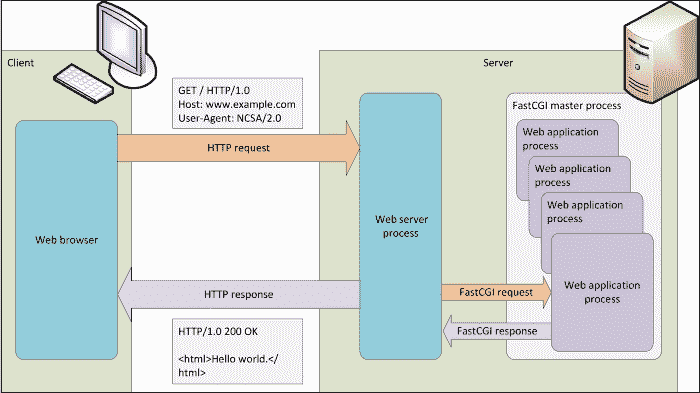 Client
Server
GET / HTTP/1.0
Host: www.example.com
User-Agent: NCSA/2.0
HTTP request
FastCGI master process
Web application
process
Web application
process
Web application
process
Web application
process
Web browser
Web server
process
HTTP response
FastCGI request
FastCGI response
HTTP/1.0 200 OK
<html>Hello world.</
html>